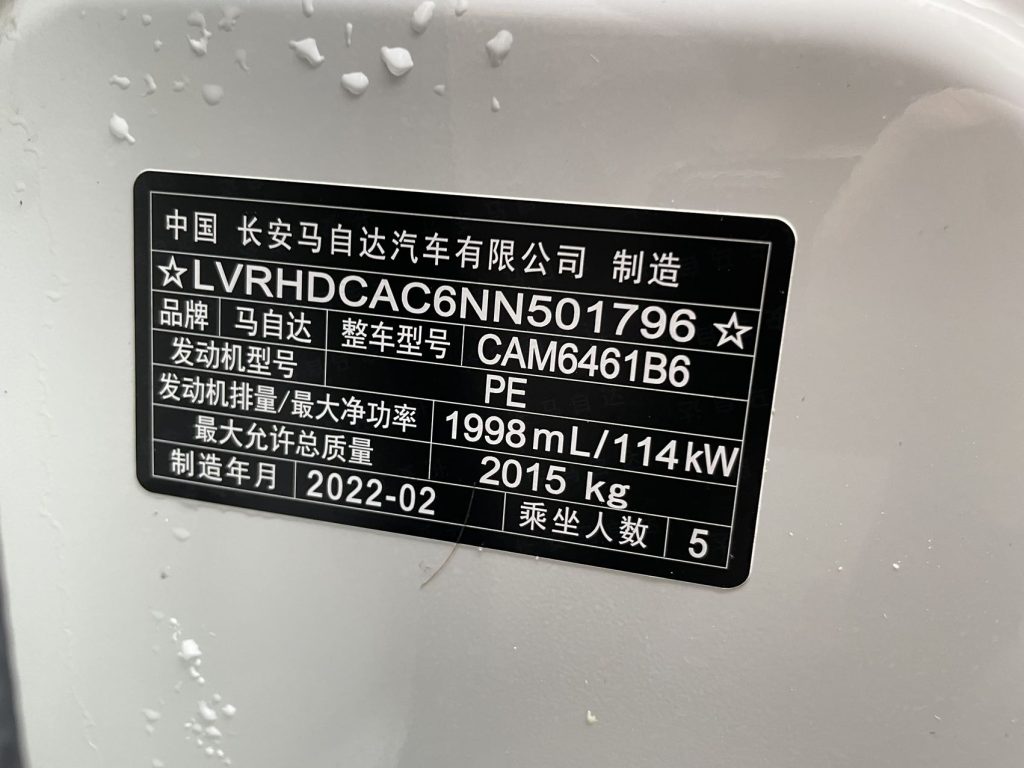 中国 长安马自达汽车有限公司 制造
☆LVRHDCAC6NN501796☆
品牌 马自达 整车型号 CAM6461B6
发动机型号 PE
发动机排量/最大净功率 1998mL/114kW
最大允许总质量 2015 kg
制造年月 2022-02 乘坐人数 5